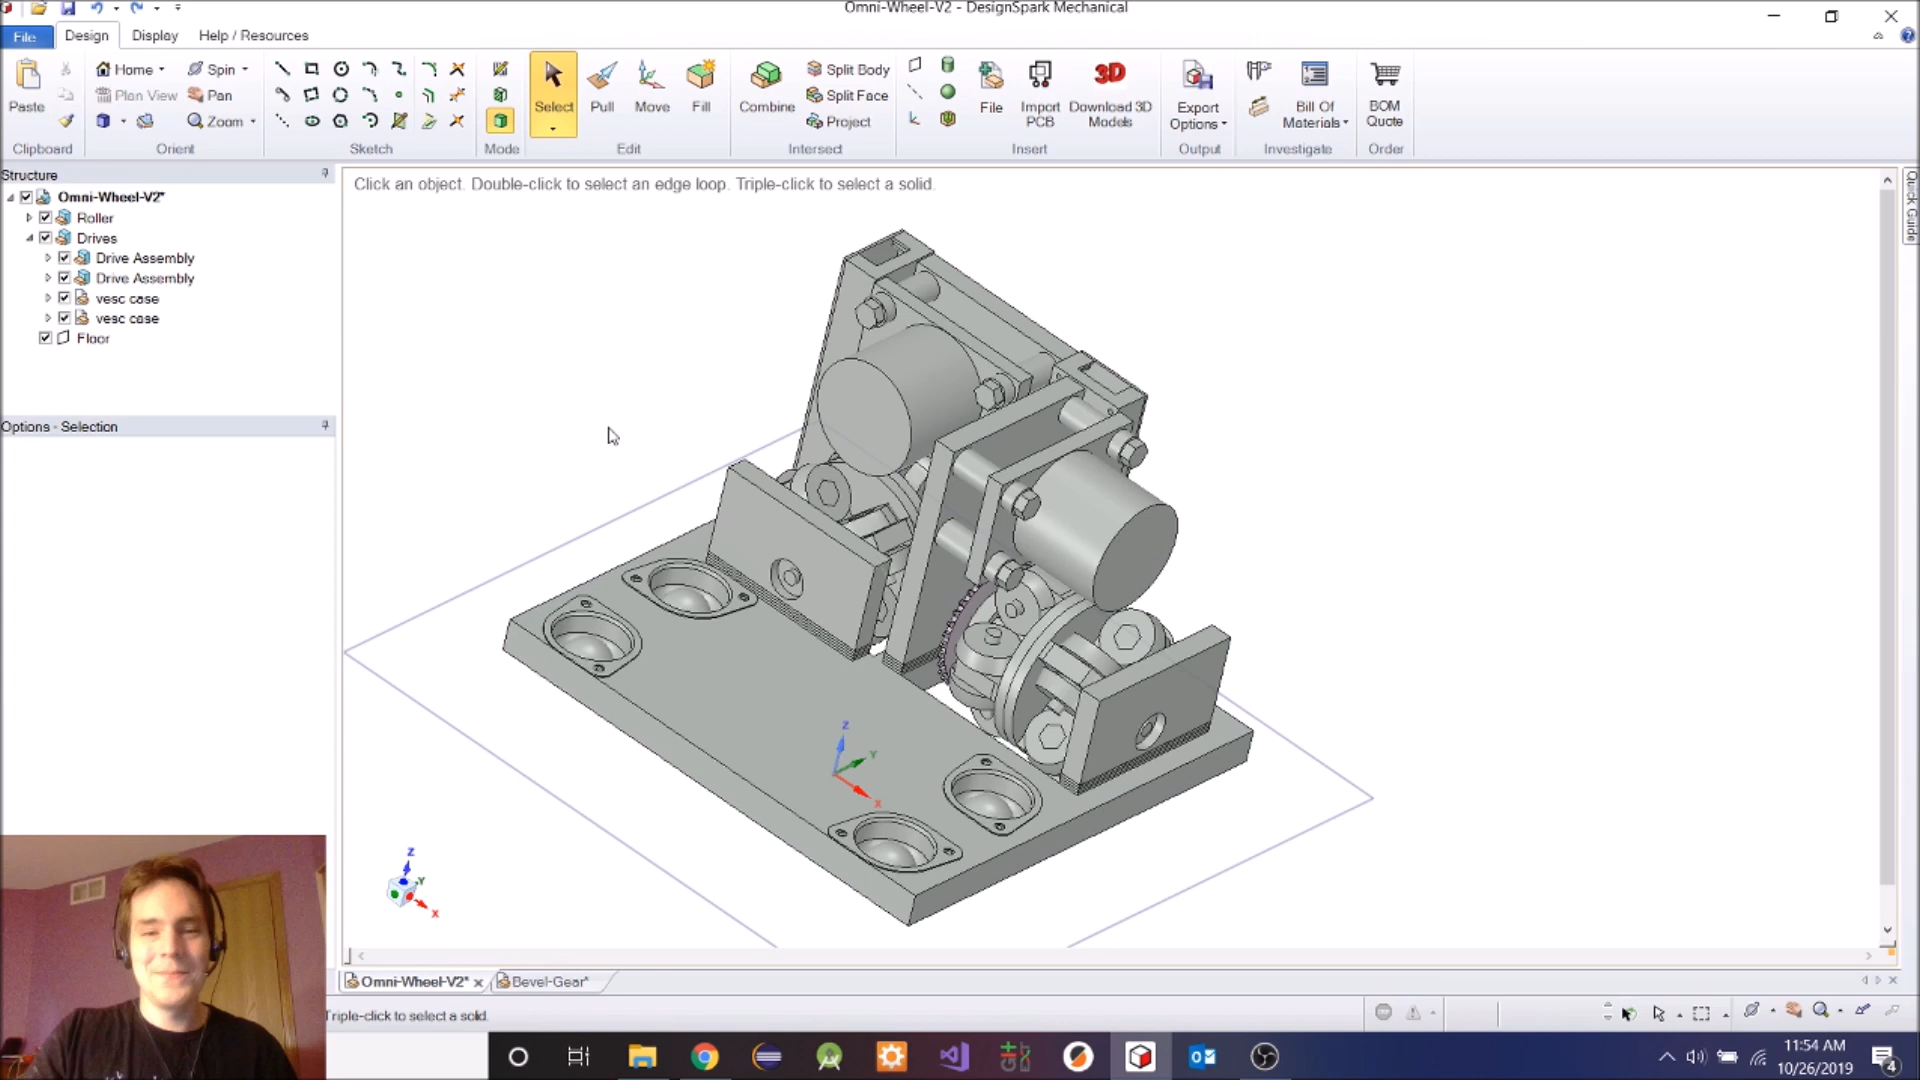 Omni-Wheel-V2 - DesignSpark Mechanical
File Design Display Help / Resources
Paste
Clipboard
Home Spin
Plan View Pan
Zoom
Orient
Sketch
Mode
Select Pull Move Fill
Edit
Combine
Split Body
Split Face
Project
Intersect
File
Import PCB
Download 3D Models
3D
Insert
Export Options
Output
Bill Of Materials
Investigate
BOM Quote
Order
Structure
Omni-Wheel-V2*
Roller
Drives
Drive Assembly
Drive Assembly
vesc case
vesc case
Floor
Options - Selection
Click an object. Double-click to select an edge loop. Triple-click to select a solid.
Quick Guide
Z
Y
X
Z
Y
X
Omni-Wheel-V2* Bevel-Gear*
Triple-click to select a solid.
11:54 AM
10/26/2019
4